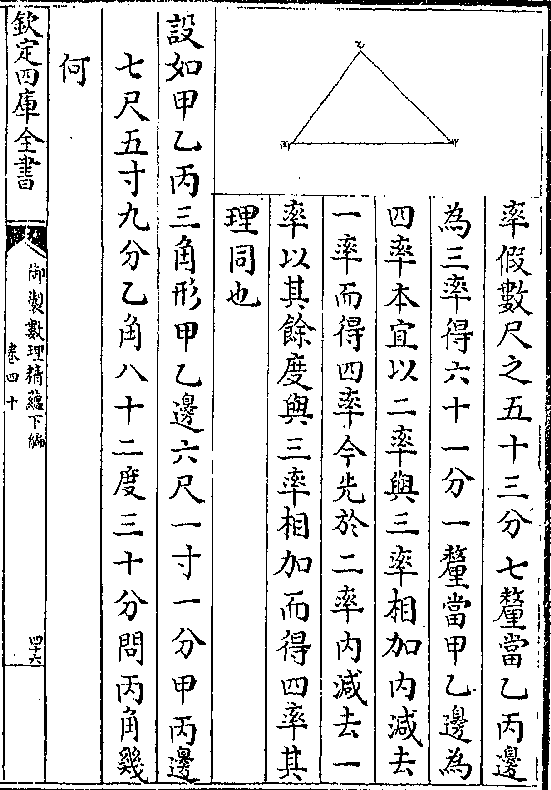 率假數尺之五十三分七釐當乙丙邊
為三率得六十一分一釐當甲乙邊為
四率本宜以二率與三率相加内減去
一率而得四率今先於二率内減去一
率以其餘度與三率相加而得四率其
理同也
乙
設如甲乙丙三角形甲乙邊六尺一寸一分甲丙邊
七尺五寸九分乙角八十二度三十分問丙角幾
何
欽定四庫全書
御製數理精蘊下編
卷四十
四十六